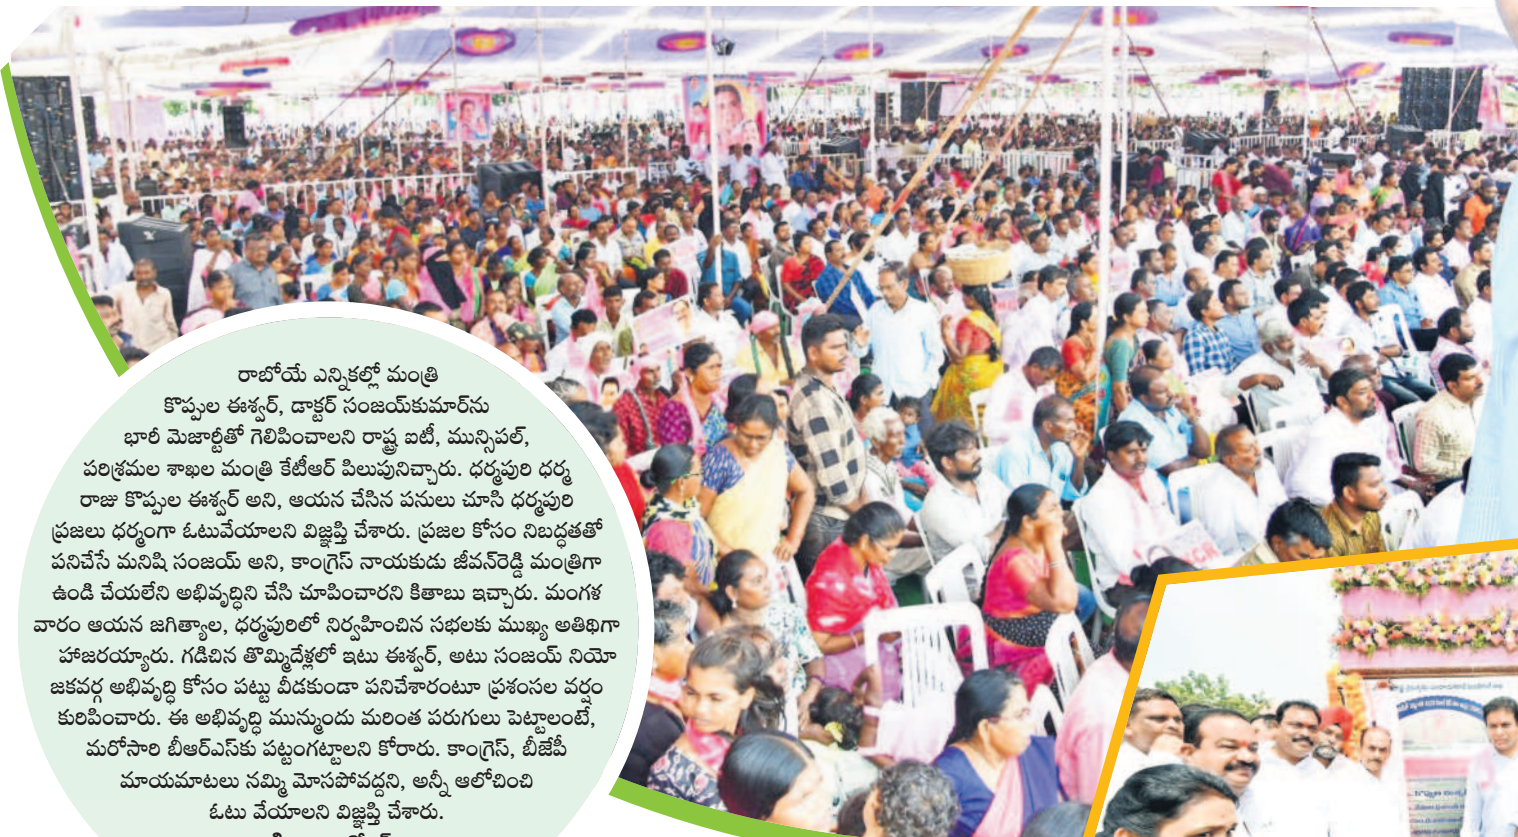 రాబోయే ఎన్నికల్లో మంత్రి
కొప్పుల ఈశ్వర్, డాక్టర్ సంజయ్‌కుమార్‌ను
భారీ మెజార్టీతో గెలిపించాలని రాష్ట్ర ఐటీ, మున్సిపల్,
పరిశ్రమల శాఖల మంత్రి కేటీఆర్ పిలుపునిచ్చారు. ధర్మపురి ధర్మ
రాజు కొప్పుల ఈశ్వర్ అని, ఆయన చేసిన పనులు చూసి ధర్మపురి
ప్రజలు ధర్మంగా ఓటువేయాలని విజ్ఞప్తి చేశారు. ప్రజల కోసం నిబద్ధతతో
పనిచేసే మనిషి సంజయ్ అని, కాంగ్రెస్ నాయకుడు జీవన్‌రెడ్డి మంత్రిగా
ఉండి చేయలేని అభివృద్ధిని చేసి చూపించారని కితాబు ఇచ్చారు. మంగళ
వారం ఆయన జగిత్యాల, ధర్మపురిలో నిర్వహించిన సభలకు ముఖ్య అతిథిగా
హాజరయ్యారు. గడిచిన తొమ్మిదేళ్లలో ఇటు ఈశ్వర్, అటు సంజయ్ నియో
జకవర్గ అభివృద్ధి కోసం పట్టు వీడకుండా పనిచేశారంటూ ప్రశంసల వర్షం
కురిపించారు. ఈ అభివృద్ధి మున్ముందు మరింత పరుగులు పెట్టాలంటే,
మరోసారి బీఆర్ఎస్‌కు పట్టంగట్టాలని కోరారు. కాంగ్రెస్, బీజేపీ
మాయమాటలు నమ్మి మోసపోవద్దని, అన్నీ ఆలోచించి
ఓటు వేయాలని విజ్ఞప్తి చేశారు.